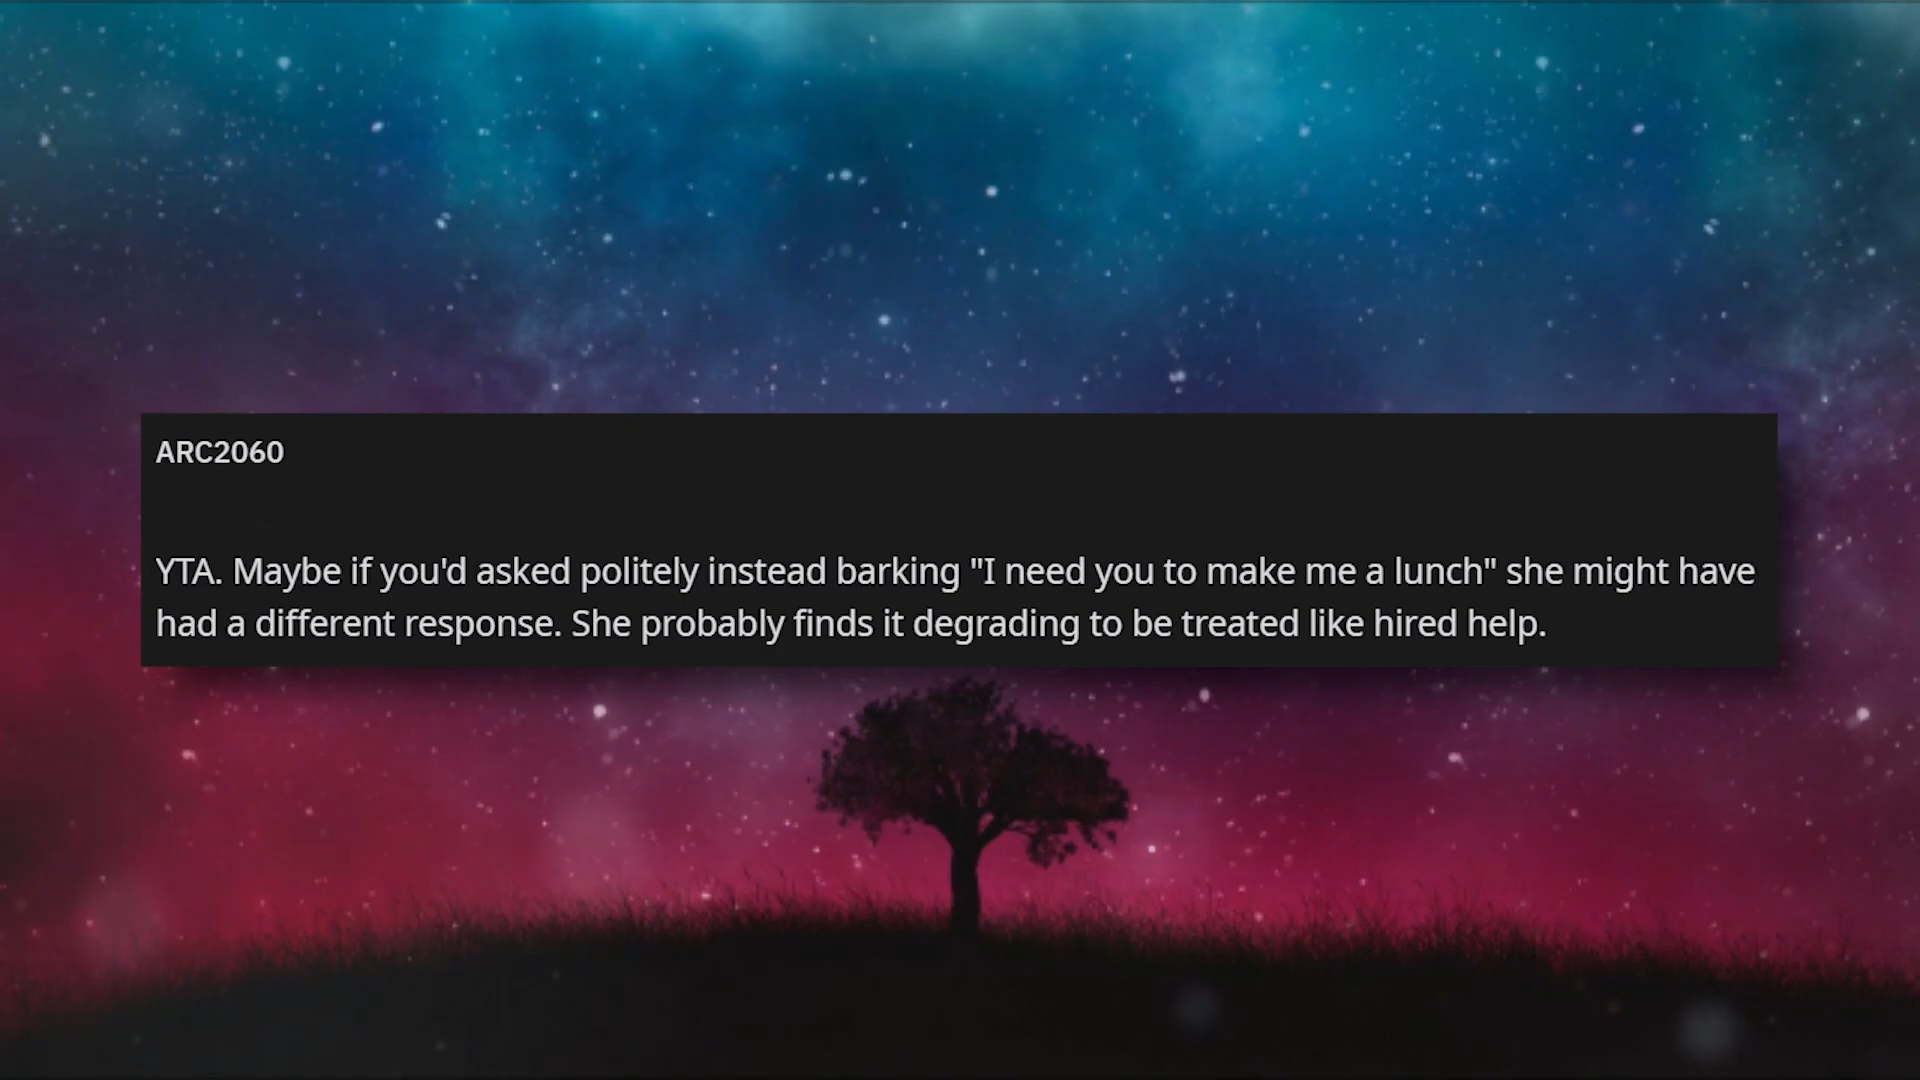 ARC2060
YTA. Maybe if you'd asked politely instead barking "I need you to make me a lunch" she might have
had a different response. She probably finds it degrading to be treated like hired help.